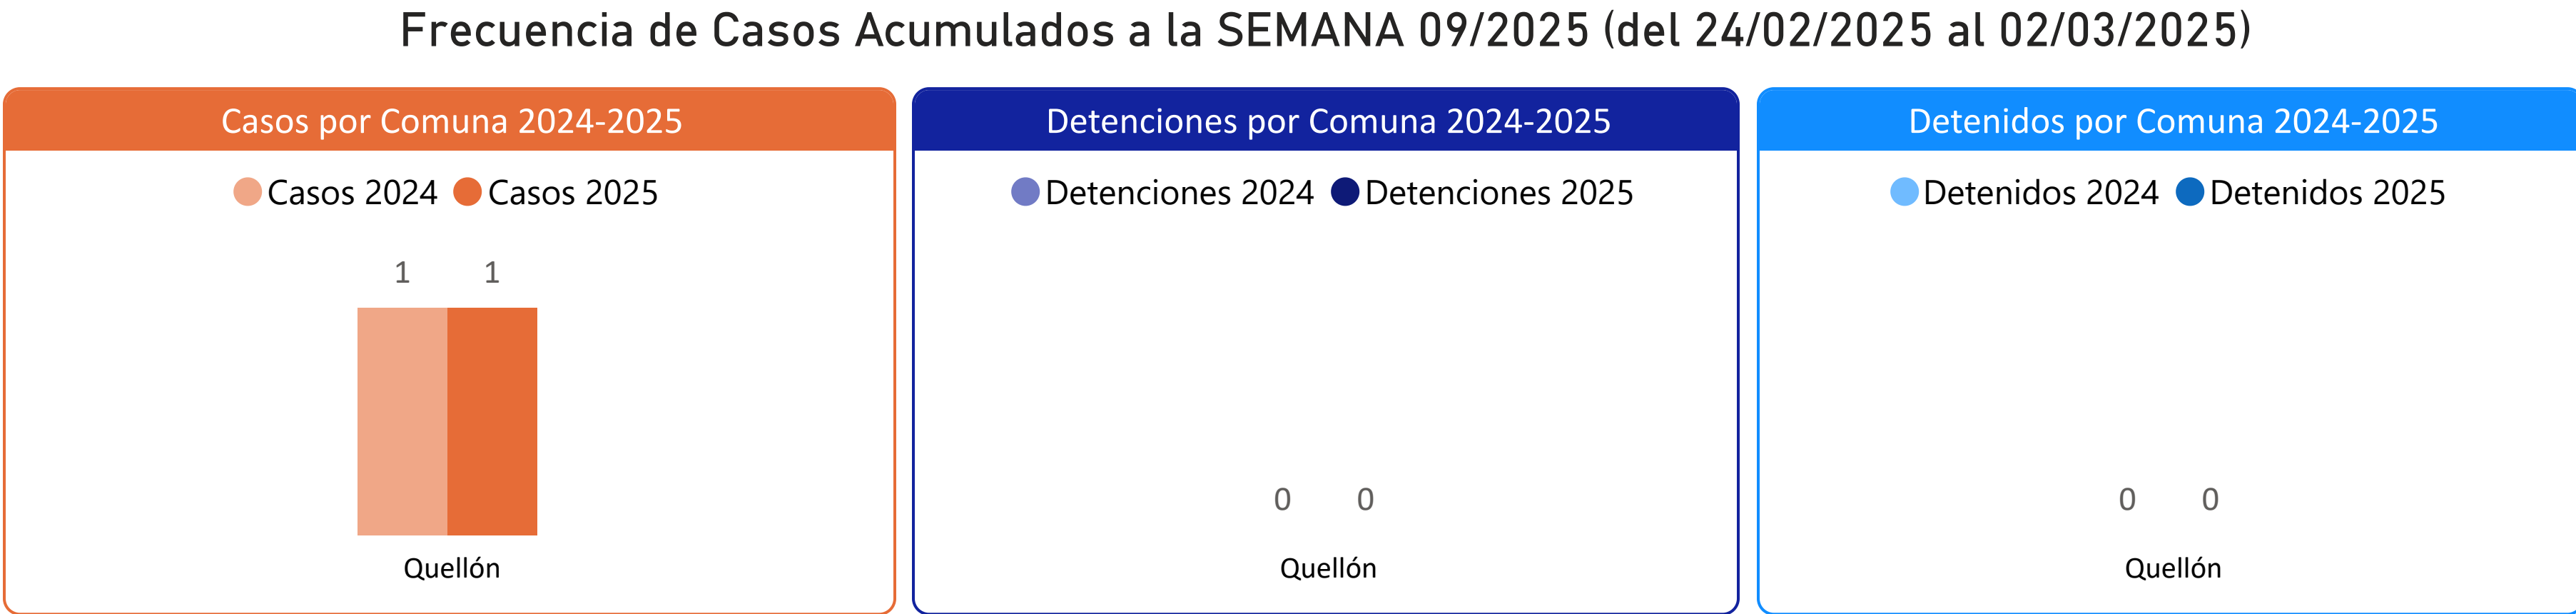 Frecuencia de Casos Acumulados a la SEMANA 09/2025 (del 24/02/2025 al 02/03/2025)
Casos por Comuna 2024-2025
Casos 2024 Casos 2025
1 1
Quellón
Detenciones por Comuna 2024-2025
Detenciones 2024 Detenciones 2025
0 0
Quellón
Detenidos por Comuna 2024-2025
Detenidos 2024 Detenidos 2025
0 0
Quellón